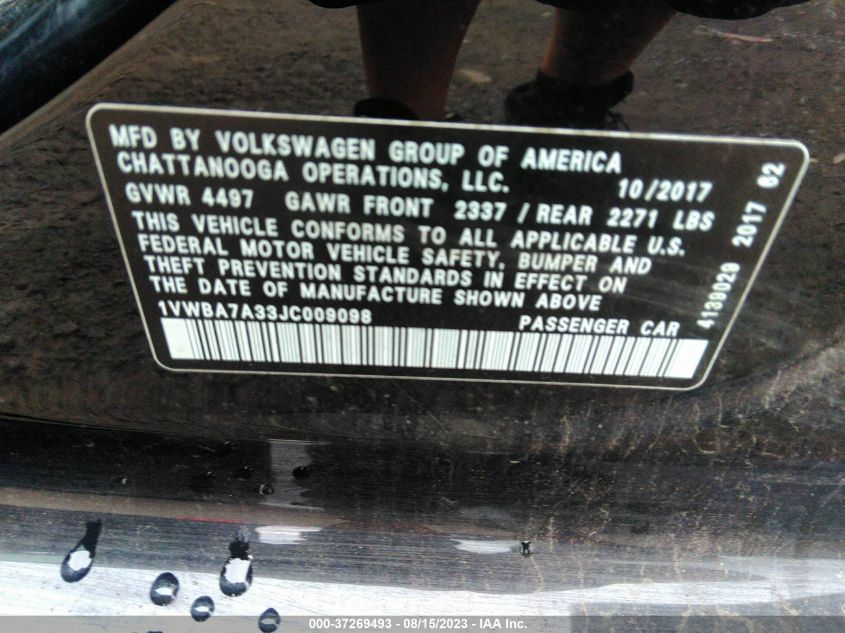 MFD BY VOLKSWAGEN GROUP OF AMERICA
CHATTANOOGA OPERATIONS, LLC. 10/2017
GVWR 4497 GAWR FRONT 2337 / REAR 2271 LBS
THIS VEHICLE CONFORMS TO ALL APPLICABLE U.S.
FEDERAL MOTOR VEHICLE SAFETY, BUMPER AND
THEFT PREVENTION STANDARDS IN EFFECT ON
THE DATE OF MANUFACTURE SHOWN ABOVE
1VWBA7A33JC009098 PASSENGER CAR
4139029 2017 62
000-37269493 - 08/15/2023 - IAA Inc.